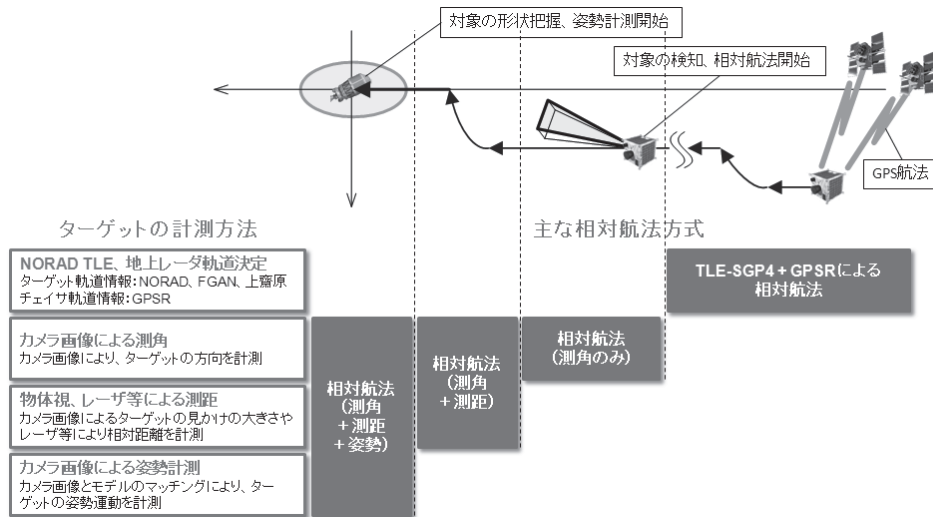 対象の形状把握、姿勢計測開始
対象の検知、相対航法開始
GPS航法
ターゲットの計測方法
主な相対航法方式
NORAD TLE、地上レーダ軌道決定
ターゲット軌道情報：NORAD、FGAN、上齋原
チェイサ軌道情報：GPSR
TLE-SGP4＋GPSRによる
相対航法
カメラ画像による測角
カメラ画像により、ターゲットの方向を計測
物体視、レーザ等による測距
カメラ画像によるターゲットの見かけの大きさや
レーザ等により相対距離を計測
カメラ画像による姿勢計測
カメラ画像とモデルのマッチングにより、ター
ゲットの姿勢運動を計測
相対航法
（測角
＋測距
＋姿勢）
相対航法
（測角
＋測距）
相対航法
（測角のみ）